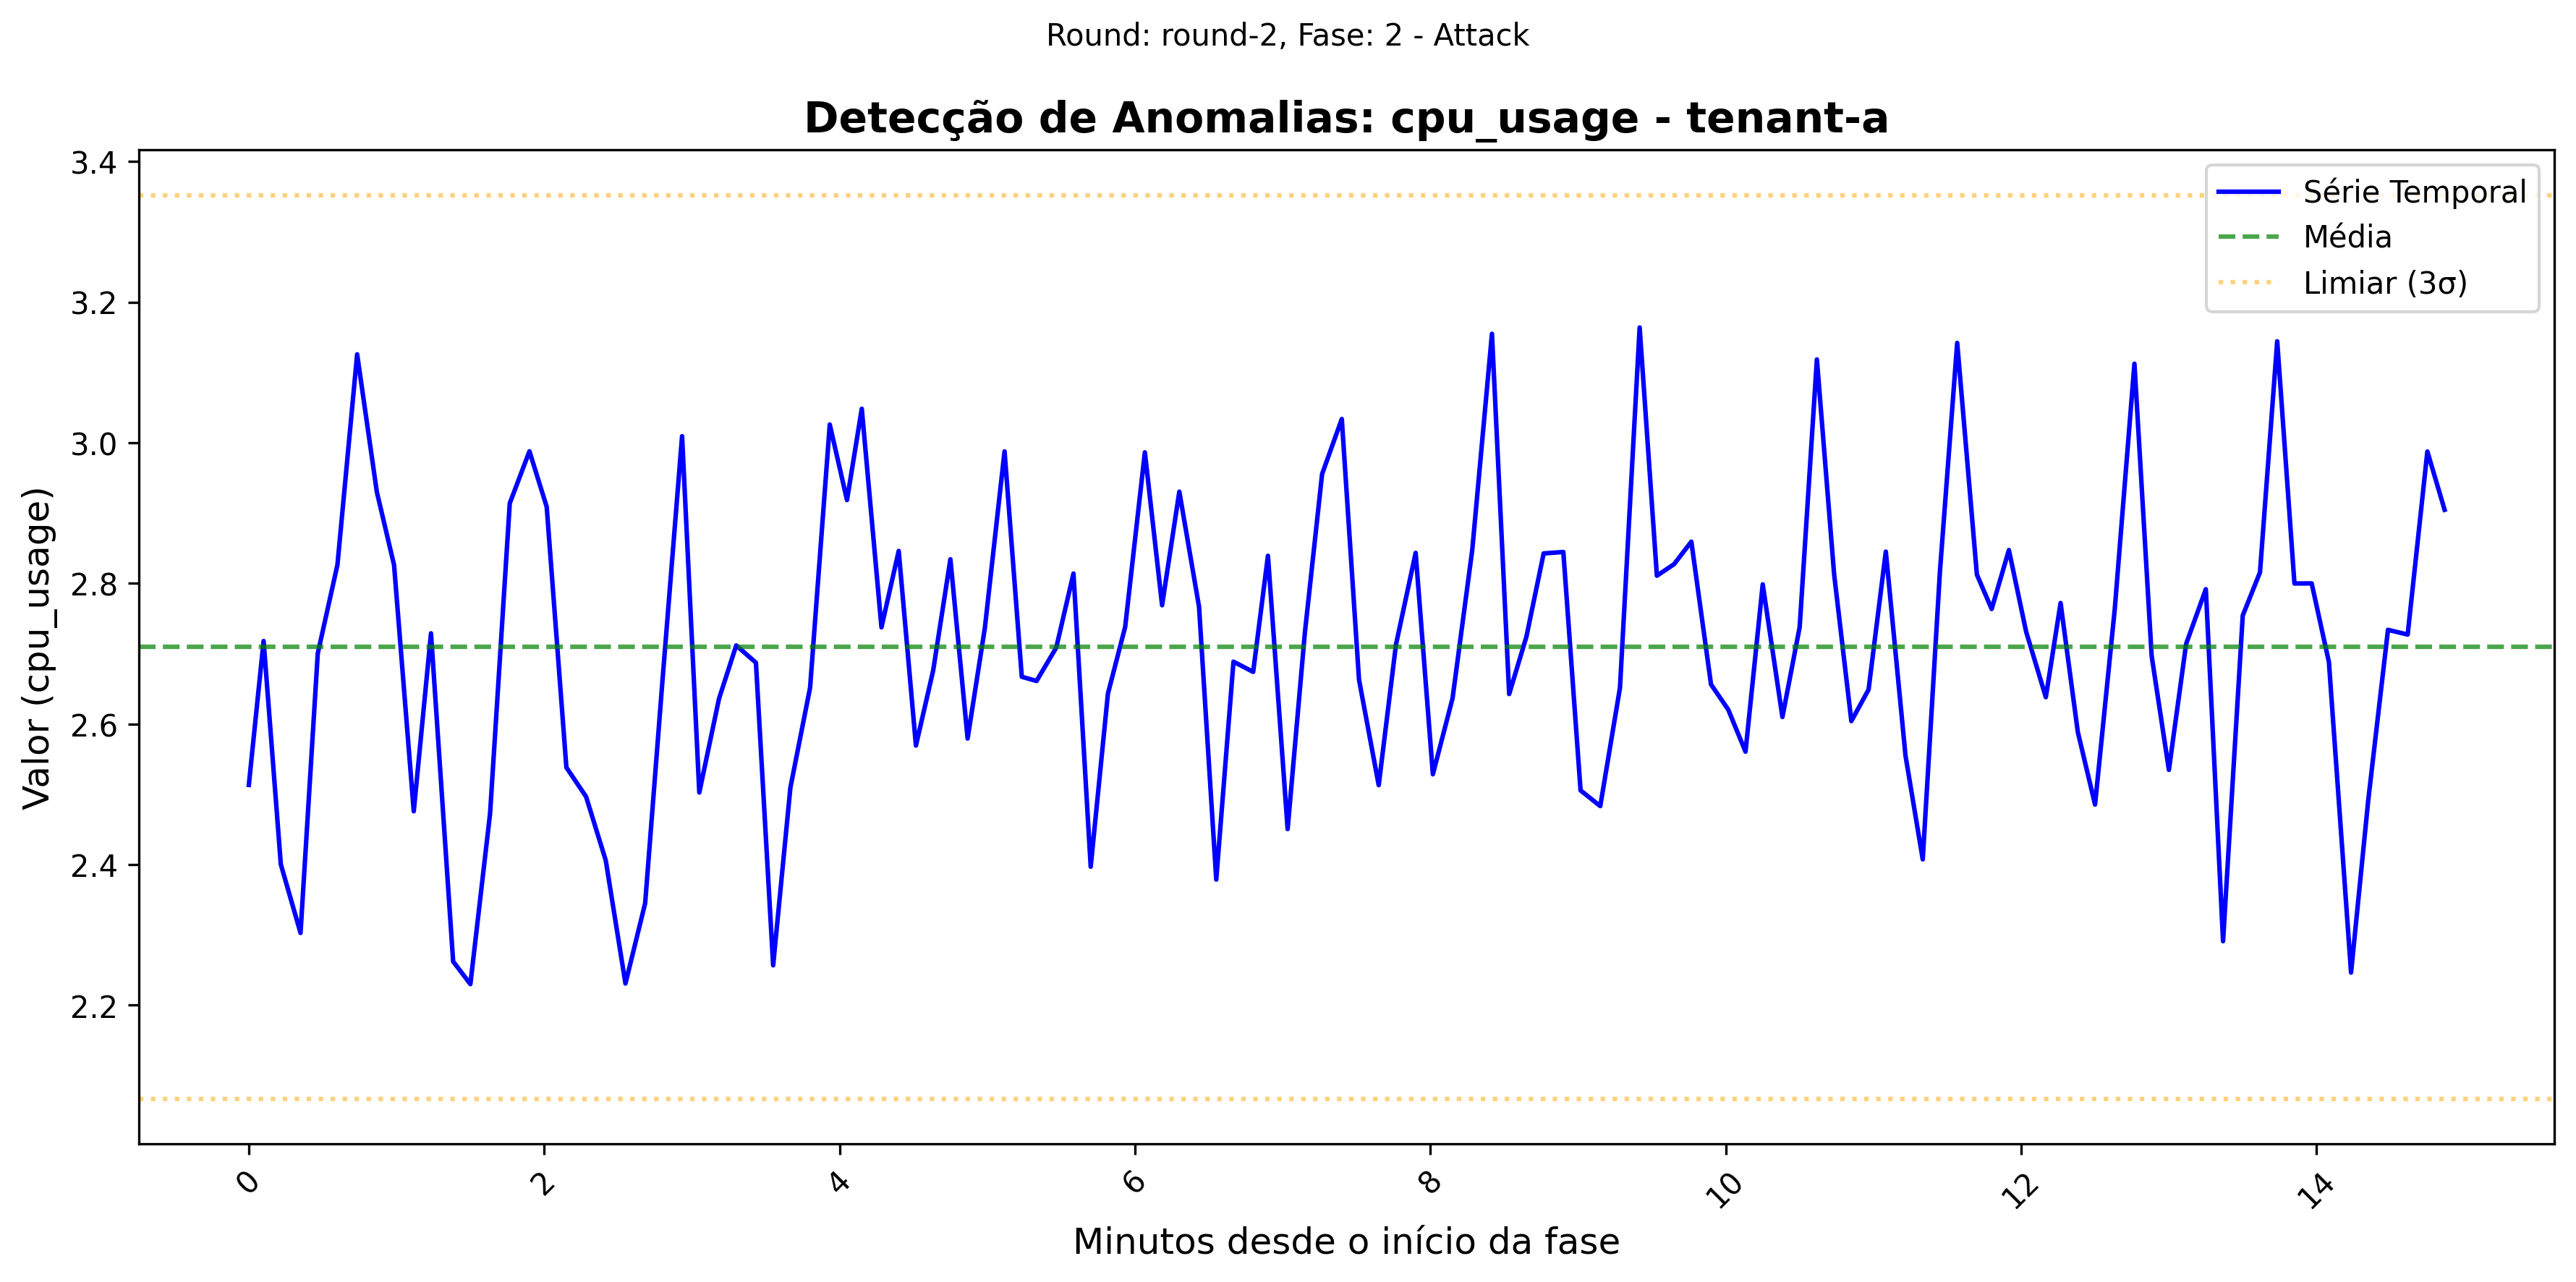 Round: round-2, Fase: 2 - Attack
Detecção de Anomalias: cpu_usage - tenant-a
3.4
3.2
3.0
2.8
2.6
2.4
2.2
Valor (cpu_usage)
Série Temporal
Média
Limiar (3σ)
0
2
4
6
8
10
12
14
Minutos desde o início da fase